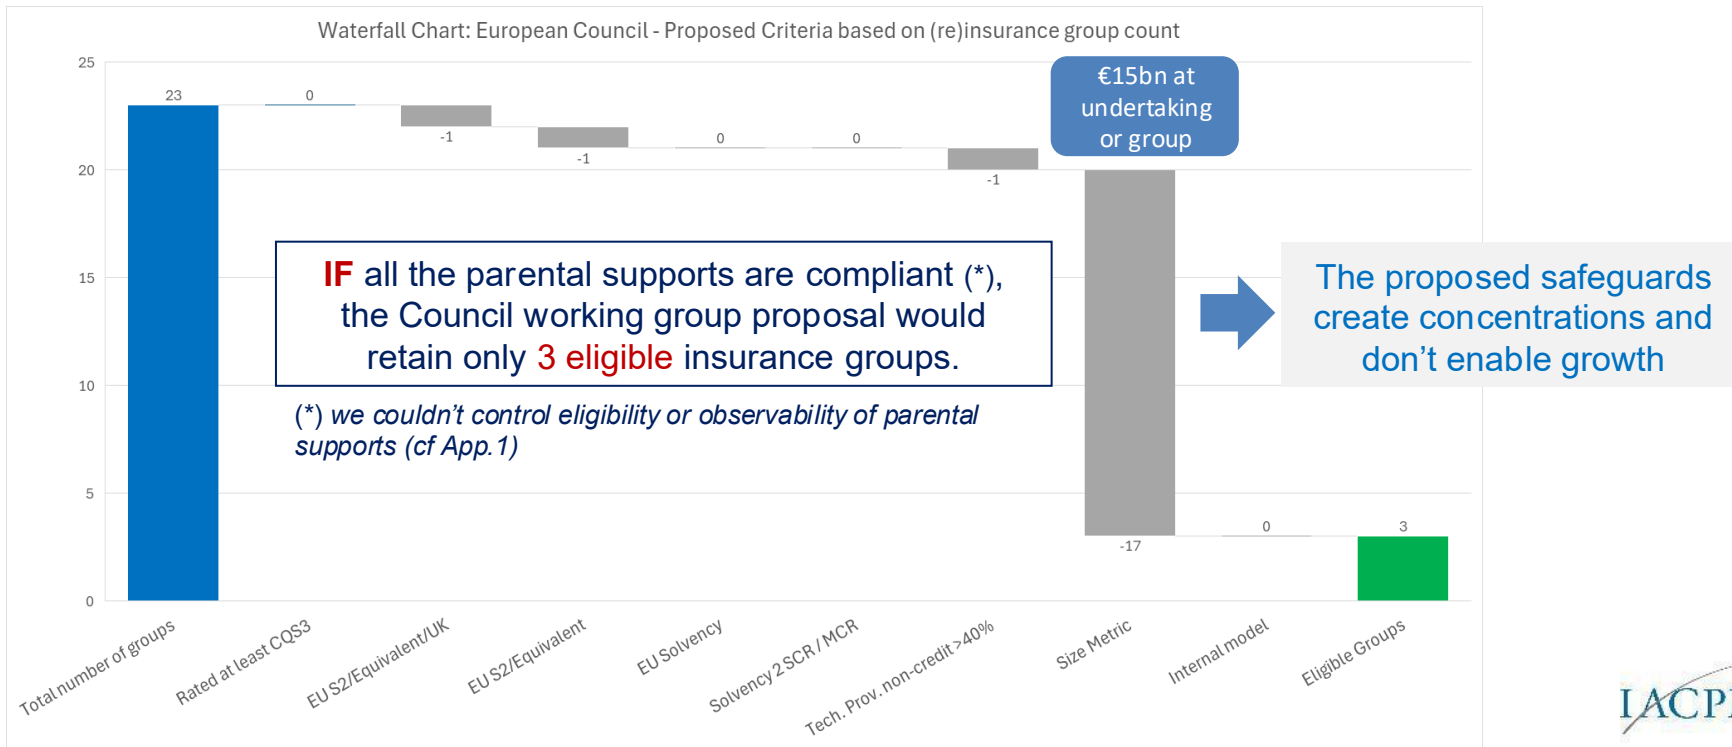 Waterfall Chart: European Council - Proposed Criteria based on (re)insurance group count
25
20
15
10
5
0
23
0
-1
-1
0
0
-1
-17
0
3
€15bn at
undertaking
or group
IF all the parental supports are compliant (*),
the Council working group proposal would
retain only 3 eligible insurance groups.
(*) we couldn't control eligibility or observability of parental
supports (cf App.1)
The proposed safeguards
create concentrations and
don't enable growth
Total number of groups
Rated at least CQS3
EU S2/Equivalent/UK
EU S2/Equivalent
EU Solvency
Solvency 2 SCR / MCR
Tech. Prov. non-credit >40%
Size Metric
Internal model
Eligible Groups